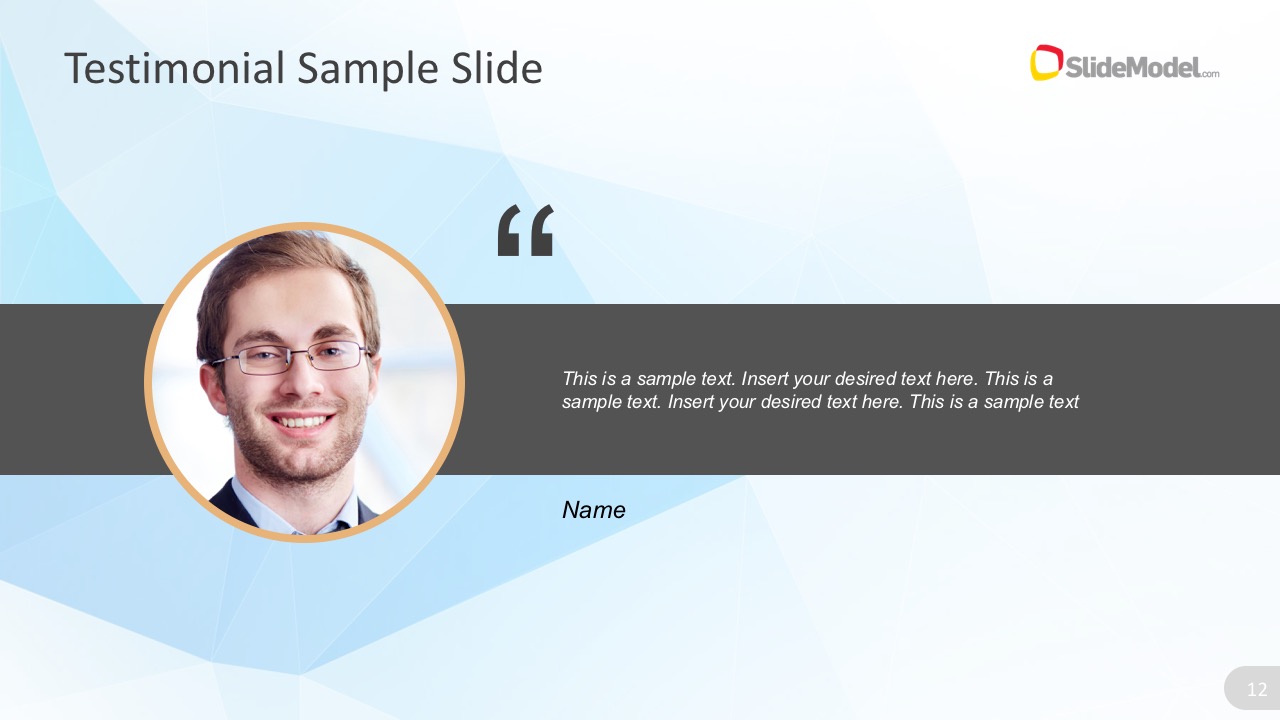 Testimonial Sample Slide
SlideModel.com
“
This is a sample text. Insert your desired text here. This is a
sample text. Insert your desired text here. This is a sample text
Name
12